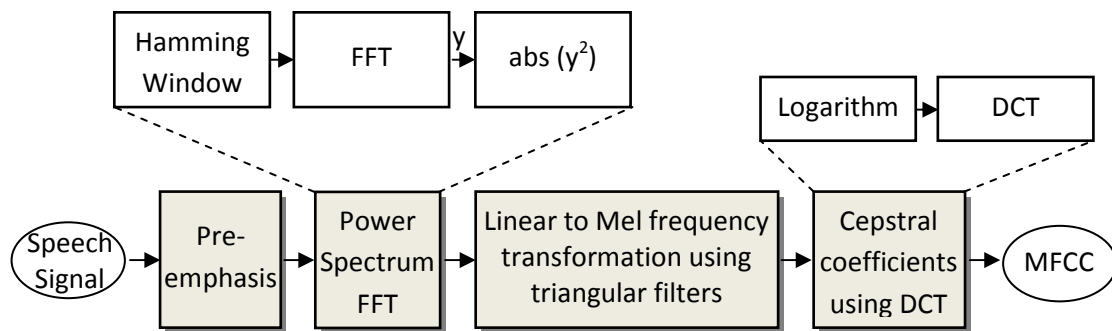 Hamming
Window
FFT
y
abs (y²)
Logarithm
DCT
Speech
Signal
Pre-
emphasis
Power
Spectrum
FFT
Linear to Mel frequency
transformation using
triangular filters
Cepstral
coefficients
using DCT
MFCC